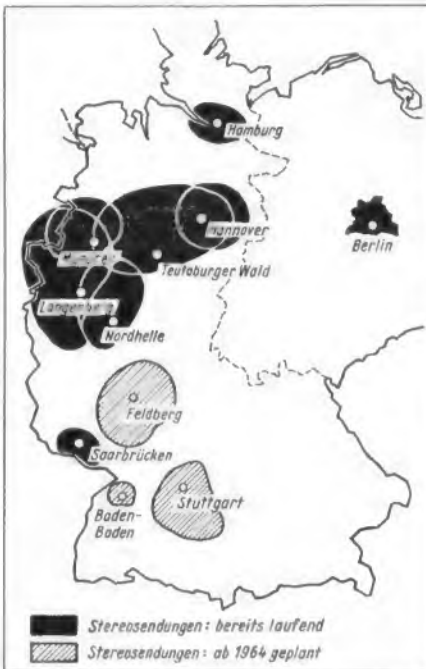 Hamburg
Hannover
Berlin
Teutoburger Wald
Langenberg
Nordhelle
Feldberg
Saarbrücken
Stuttgart
Baden-
Baden
Stereosendungen: bereits laufend
Stereosendungen: ab 1964 geplant